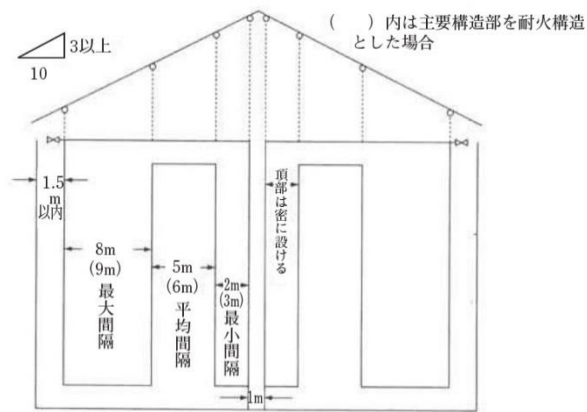 (　　)内は主要構造部を耐火構造
とした場合
3以上
10
1.5
m
以内
頂部は密に設ける
8m
(9m)
最大間隔
5m
(6m)
平均間隔
2m
(3m)
最小間隔
1m